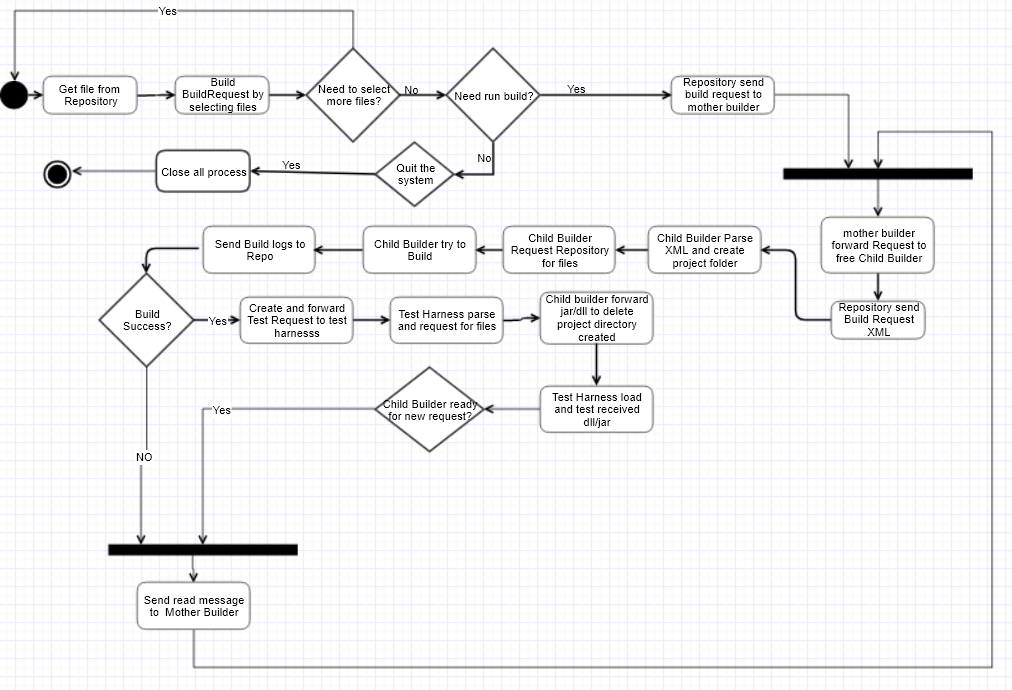 Yes
Get file from
Repository
Build
BuildRequest by
selecting files
Need to select
more files?
No
Need run build?
Yes
Repository send
build request to
mother builder
No
Quit the
system
Yes
Close all process
mother builder
forward Request to
free Child Builder
Repository send
Build Request
XML
Child Builder Parse
XML and create
project folder
Child Builder
Request Repository
for files
Child Builder try to
Build
Send Build logs to
Repo
Build
Success?
Yes
Create and forward
Test Request to test
harnesss
Test Harness parse
and request for files
Child builder forward
jar/dll to delete
project directory
created
Test Harness load
and test received
dll/jar
Child Builder ready
for new request?
Yes
NO
Send read message
to Mother Builder